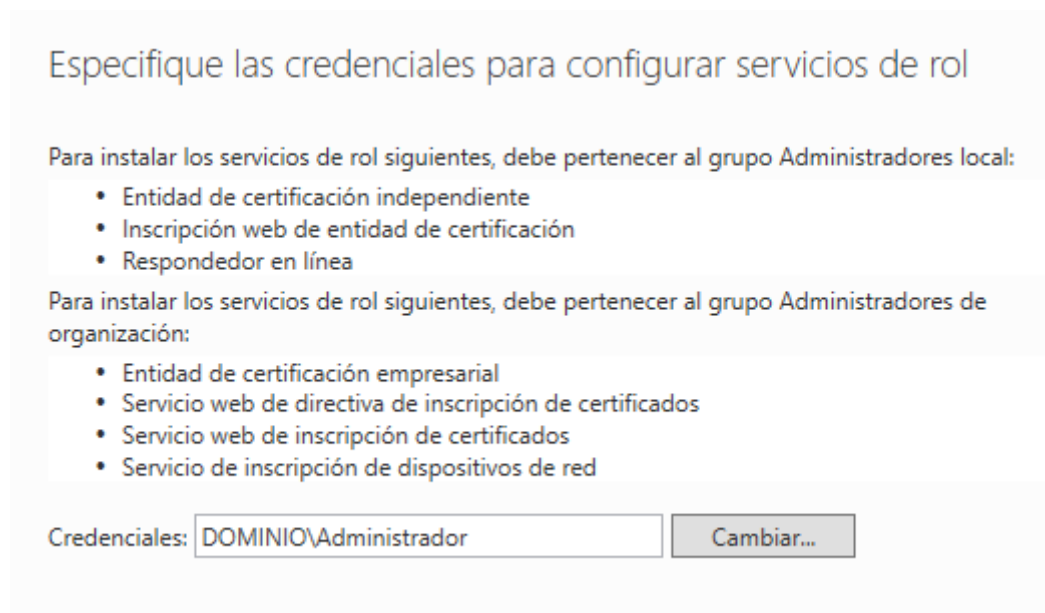 Especifique las credenciales para configurar servicios de rol
Para instalar los servicios de rol siguientes, debe pertenecer al grupo Administradores local:
• Entidad de certificación independiente
• Inscripción web de entidad de certificación
• Respondedor en línea
Para instalar los servicios de rol siguientes, debe pertenecer al grupo Administradores de
organización:
• Entidad de certificación empresarial
• Servicio web de directiva de inscripción de certificados
• Servicio web de inscripción de certificados
• Servicio de inscripción de dispositivos de red
Credenciales: DOMINIO\Administrador Cambiar...